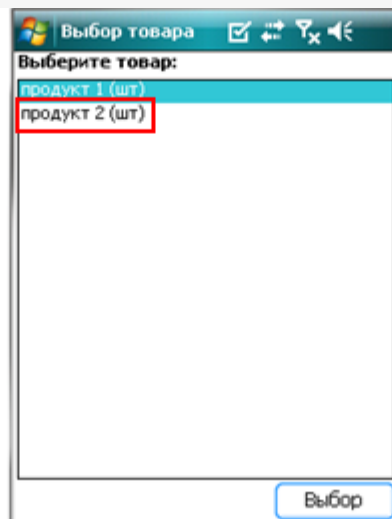 Выбор товара
Выберите товар:
продукт 1 (шт)
продукт 2 (шт)
Выбор